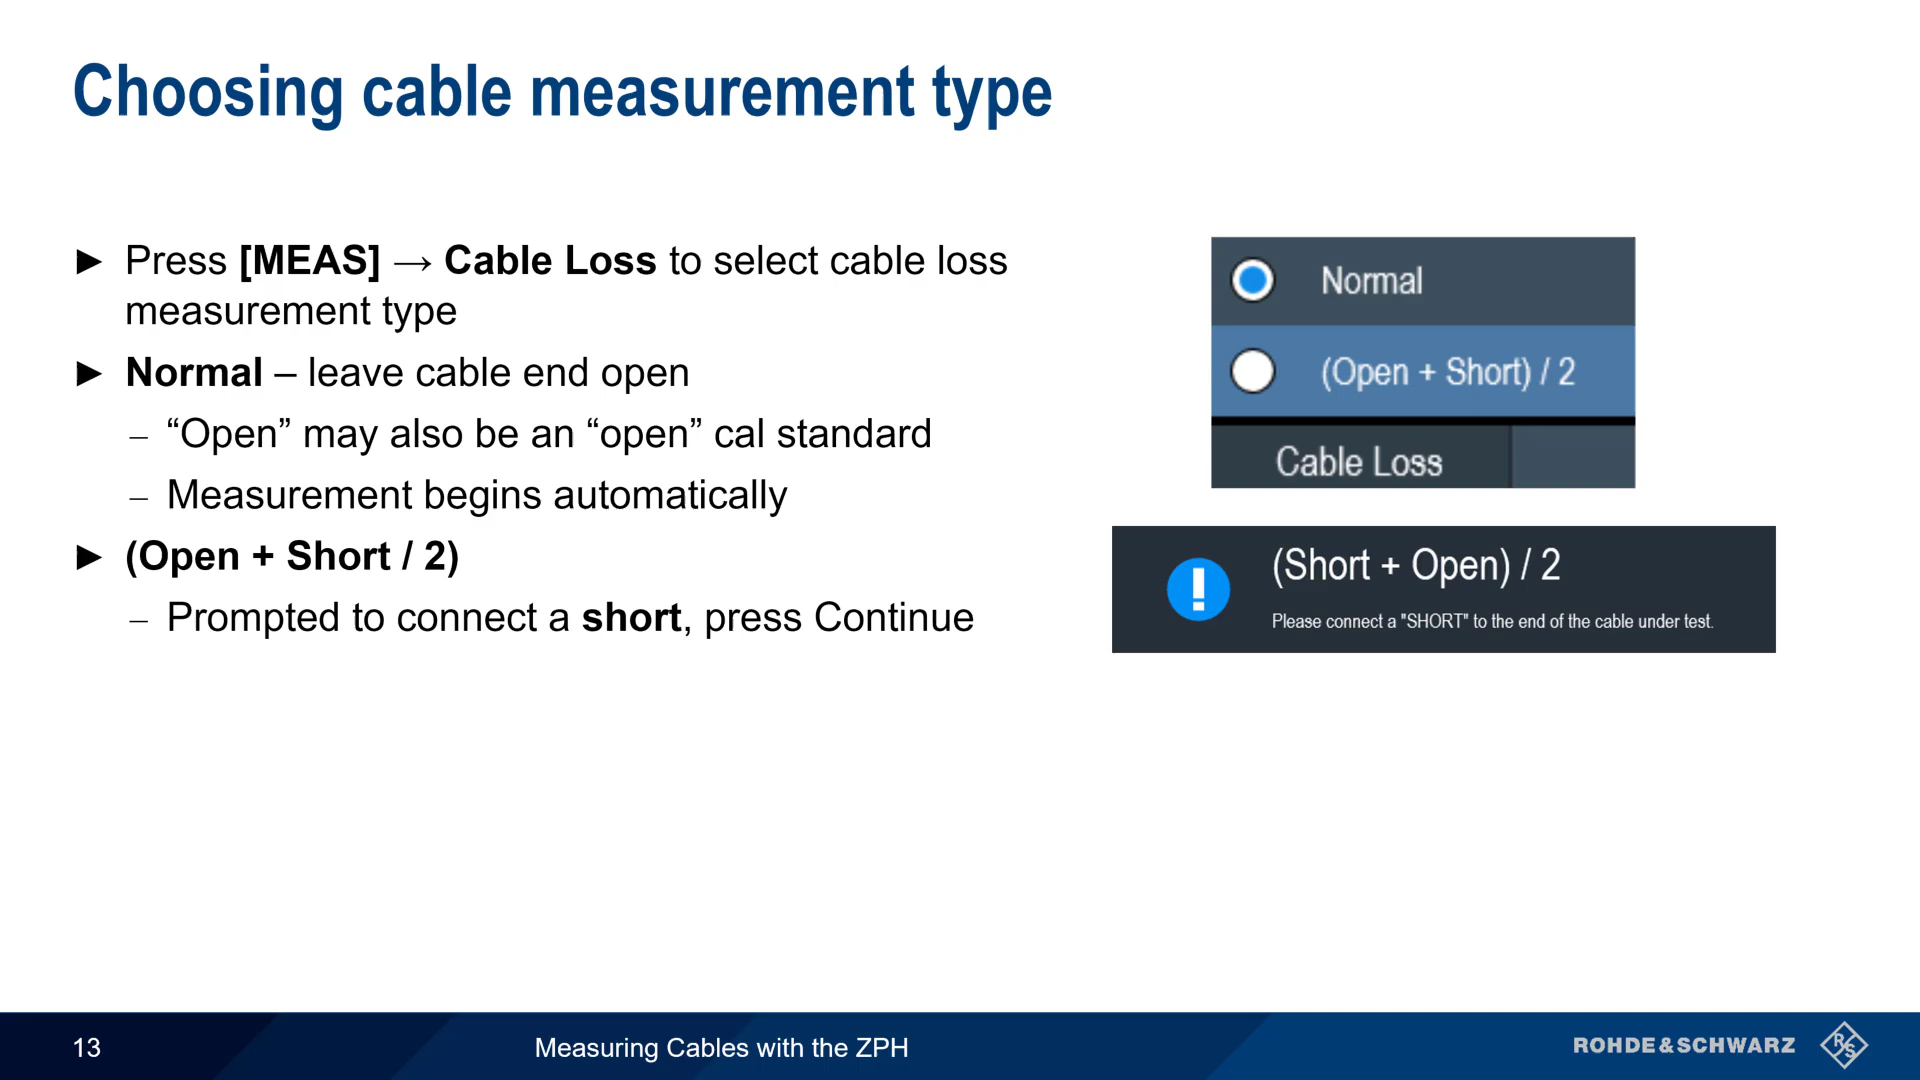 Choosing cable measurement type
► Press [MEAS] → Cable Loss to select cable loss
measurement type
► Normal – leave cable end open
– “Open” may also be an “open” cal standard
– Measurement begins automatically
► (Open + Short / 2)
– Prompted to connect a short, press Continue
Normal
(Open + Short) / 2
Cable Loss
(Short + Open) / 2
Please connect a "SHORT" to the end of the cable under test.
13
Measuring Cables with the ZPH
ROHDE&SCHWARZ
R&S